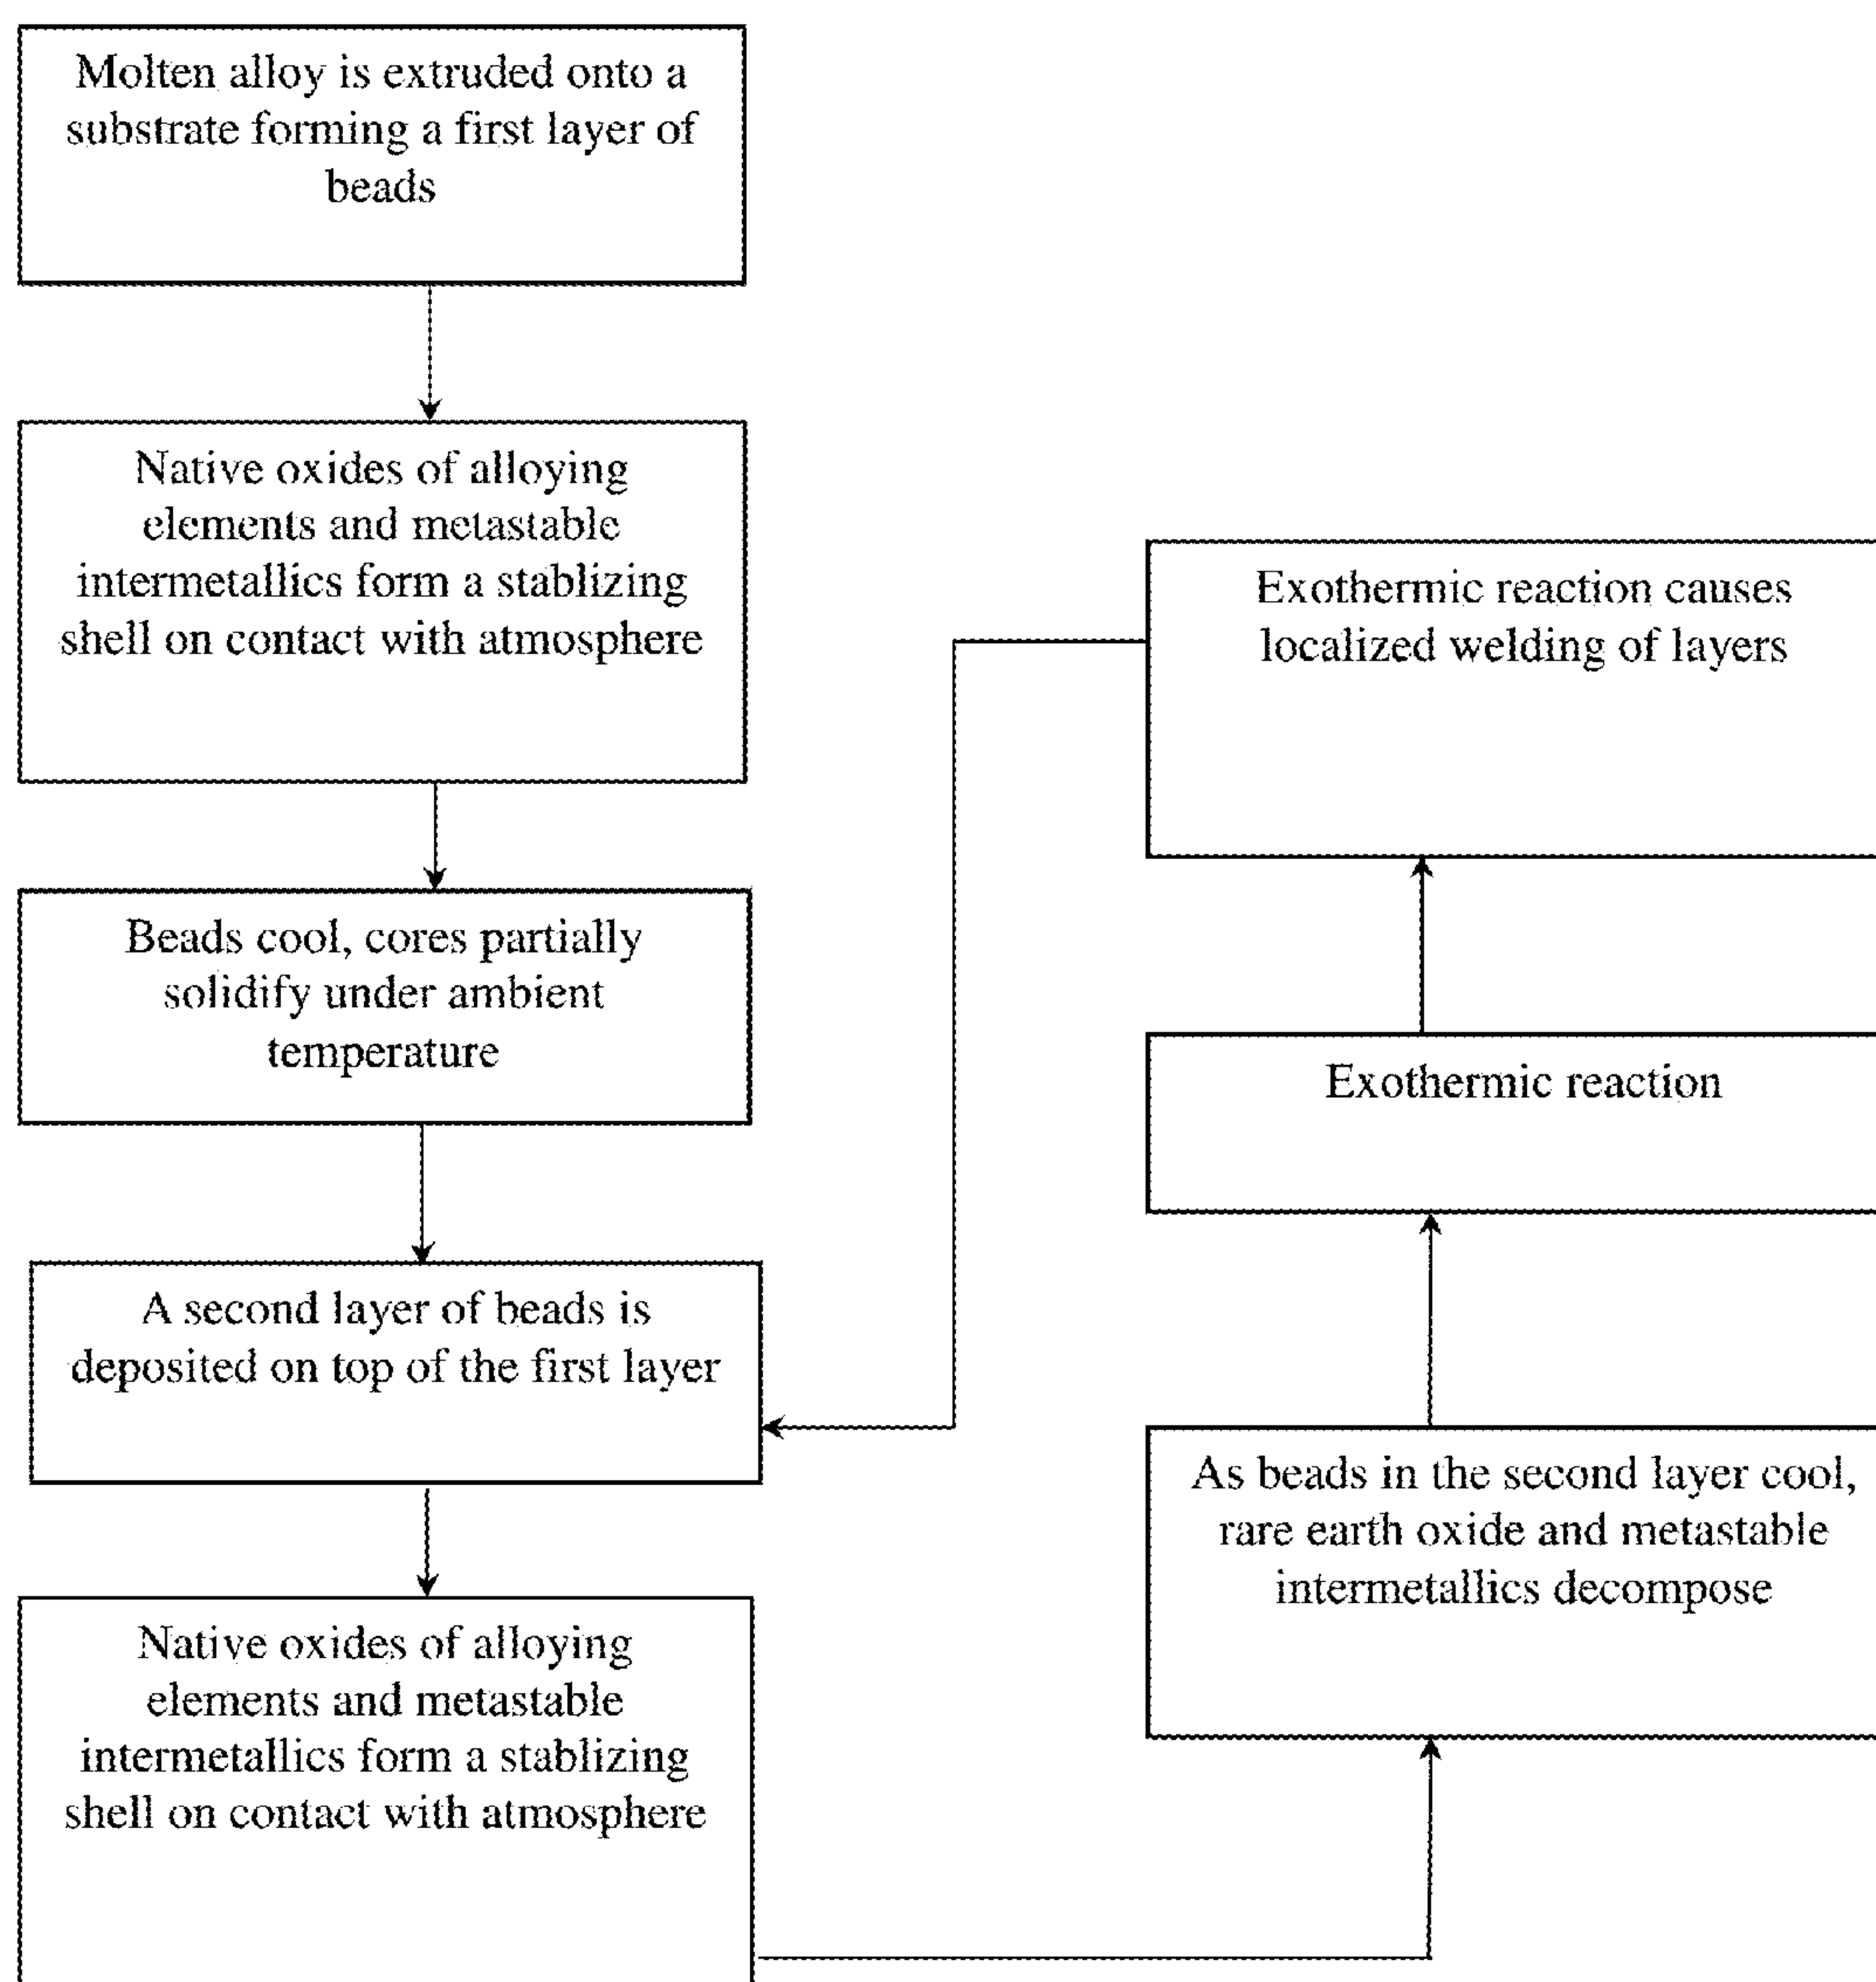 Molten alloy is extruded onto a
substrate forming a first layer of
beads
Native oxides of alloying
elements and metastable
intermetallics form a stablizing
shell on contact with atmosphere
Beads cool, cores partially
solidify under ambient
temperature
A second layer of beads is
deposited on top of the first layer
Native oxides of alloying
elements and metastable
intermetallics form a stablizing
shell on contact with atmosphere
As beads in the second layer cool,
rare earth oxide and metastable
intermetallics decompose
Exothermic reaction
Exothermic reaction causes
localized welding of layers